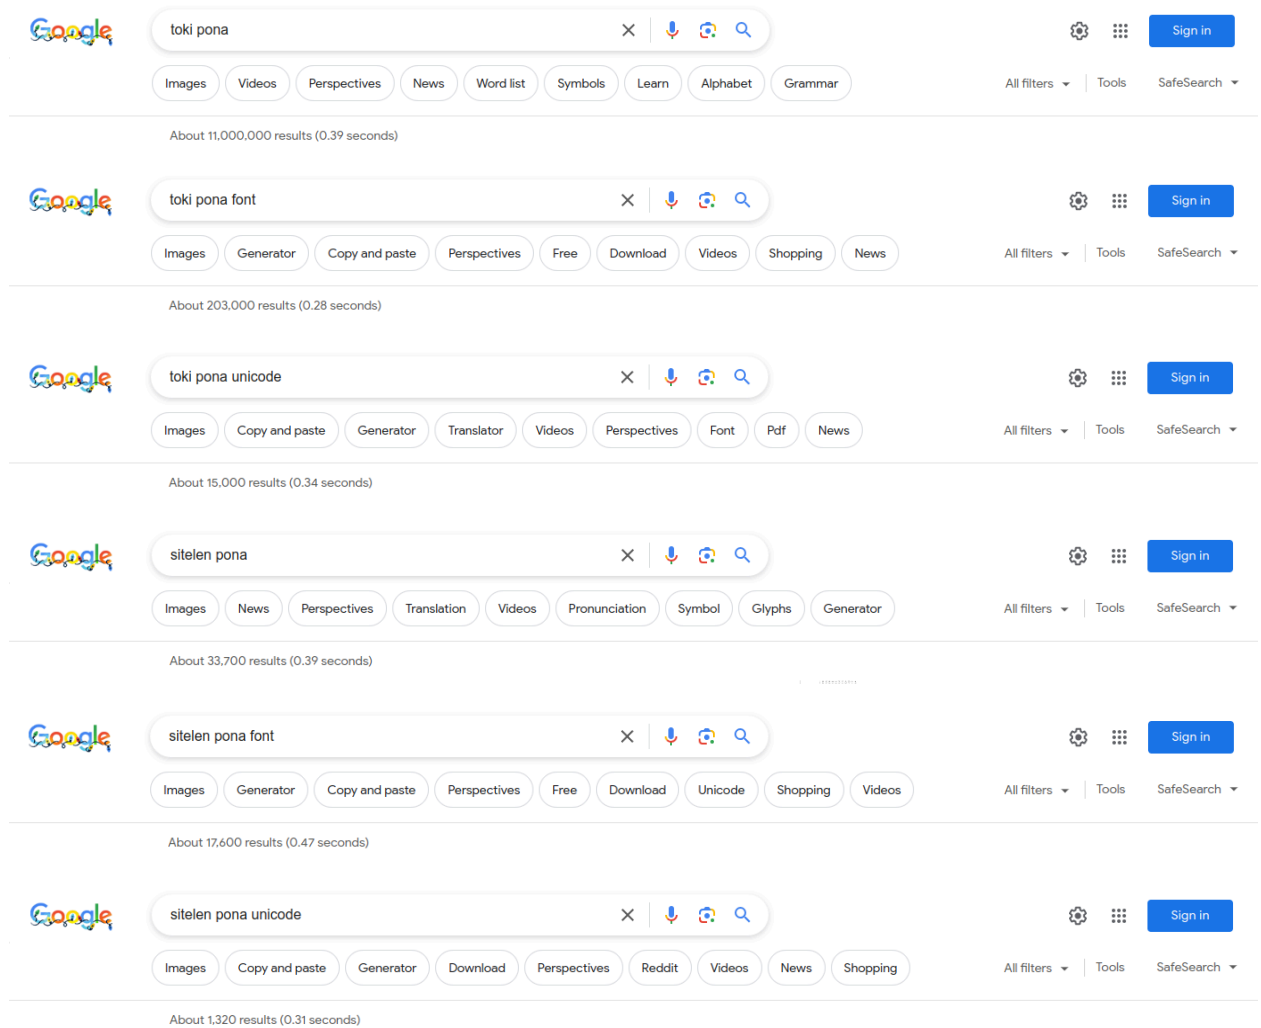 Google toki pona Sign in
Images Videos Perspectives News Word list Symbols Learn Alphabet Grammar All filters Tools SafeSearch
About 11,000,000 results (0.39 seconds)
Google toki pona font Sign in
Images Generator Copy and paste Perspectives Free Download Videos Shopping News All filters Tools SafeSearch
About 203,000 results (0.28 seconds)
Google toki pona unicode Sign in
Images Copy and paste Generator Translator Videos Perspectives Font Pdf News All filters Tools SafeSearch
About 15,000 results (0.34 seconds)
Google sitelen pona Sign in
Images News Perspectives Translation Videos Pronunciation Symbol Glyphs Generator All filters Tools SafeSearch
About 33,700 results (0.39 seconds)
Google sitelen pona font Sign in
Images Generator Copy and paste Perspectives Free Download Unicode Shopping Videos All filters Tools SafeSearch
About 17,600 results (0.47 seconds)
Google sitelen pona unicode Sign in
Images Copy and paste Generator Download Perspectives Reddit Videos News Shopping All filters Tools SafeSearch
About 1,320 results (0.31 seconds)